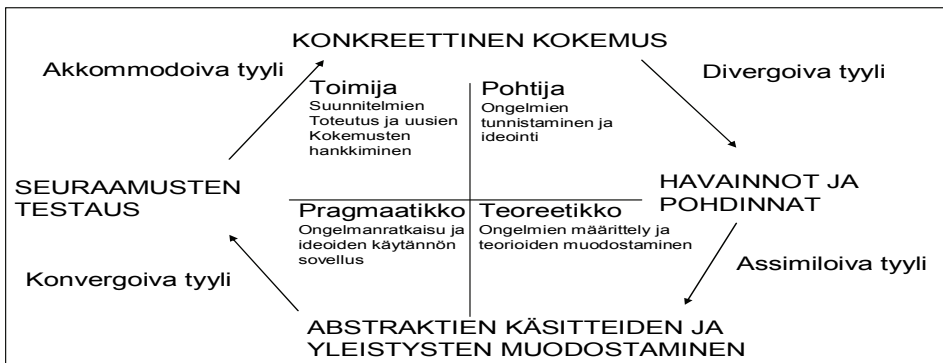 KONKREETTINEN KOKEMUS
Akkommodoiva tyyli
Divergoiva tyyli
Toimija
Suunnitelmien
Toteutus ja uusien
Kokemusten
hankkiminen
Pohtija
Ongelmien
tunnistaminen ja
ideointi
SEURAAMUSTEN
TESTAUS
HAVAINNOT JA
POHDINNAT
Pragmaatikko
Ongelmanratkaisu ja
ideoiden käytännön
sovellus
Teoreetikko
Ongelmien määrittely ja
teorioiden muodostaminen
Konvergoiva tyyli
Assimiloiva tyyli
ABSTRAKTIEN KÄSITTEIDEN JA
YLEISTYSTEN MUODOSTAMINEN